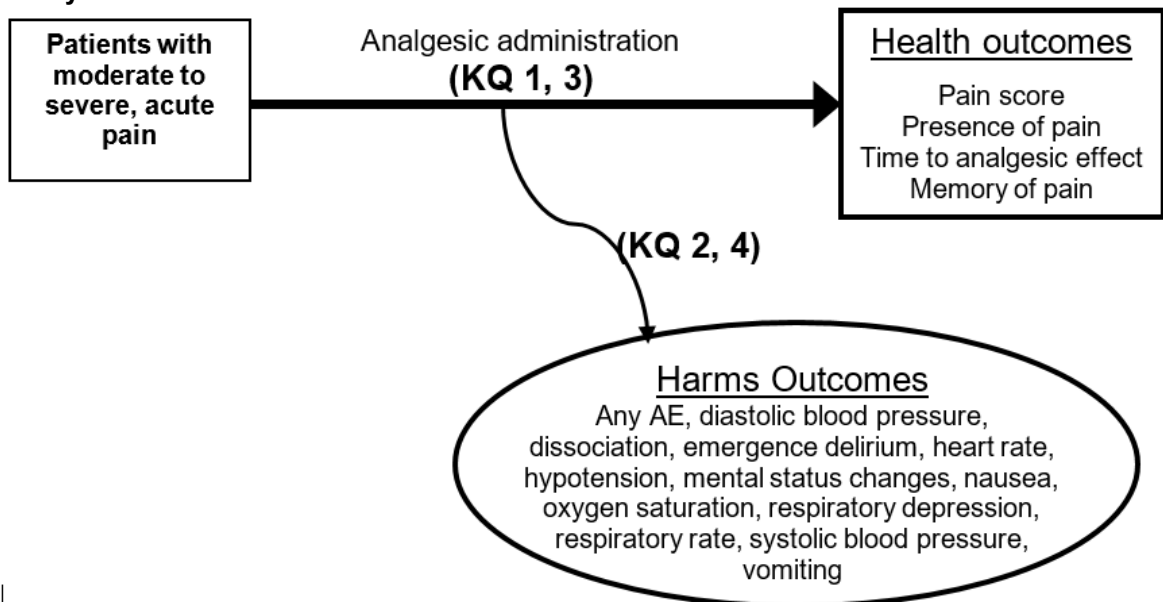 Patients with
moderate to
severe, acute
pain
Analgesic administration
(KQ 1, 3)
Health outcomes
Pain score
Presence of pain
Time to analgesic effect
Memory of pain
(KQ 2, 4)
Harms Outcomes
Any AE, diastolic blood pressure,
dissociation, emergence delirium, heart rate,
hypotension, mental status changes, nausea,
oxygen saturation, respiratory depression,
respiratory rate, systolic blood pressure,
vomiting